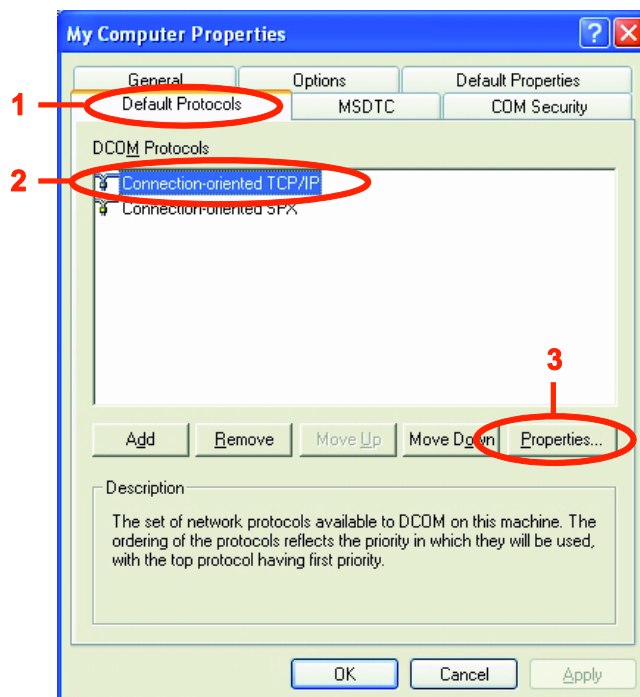 My Computer Properties
General Options Default Properties
1 Default Protocols MSDTC COM Security
DCOM Protocols
2 Connection-oriented TCP/IP
Connection-oriented SPX
3
Add Remove Move Up Move Down Properties...
Description
The set of network protocols available to DCOM on this machine. The
ordering of the protocols reflects the priority in which they will be used,
with the top protocol having first priority.
OK Cancel Apply